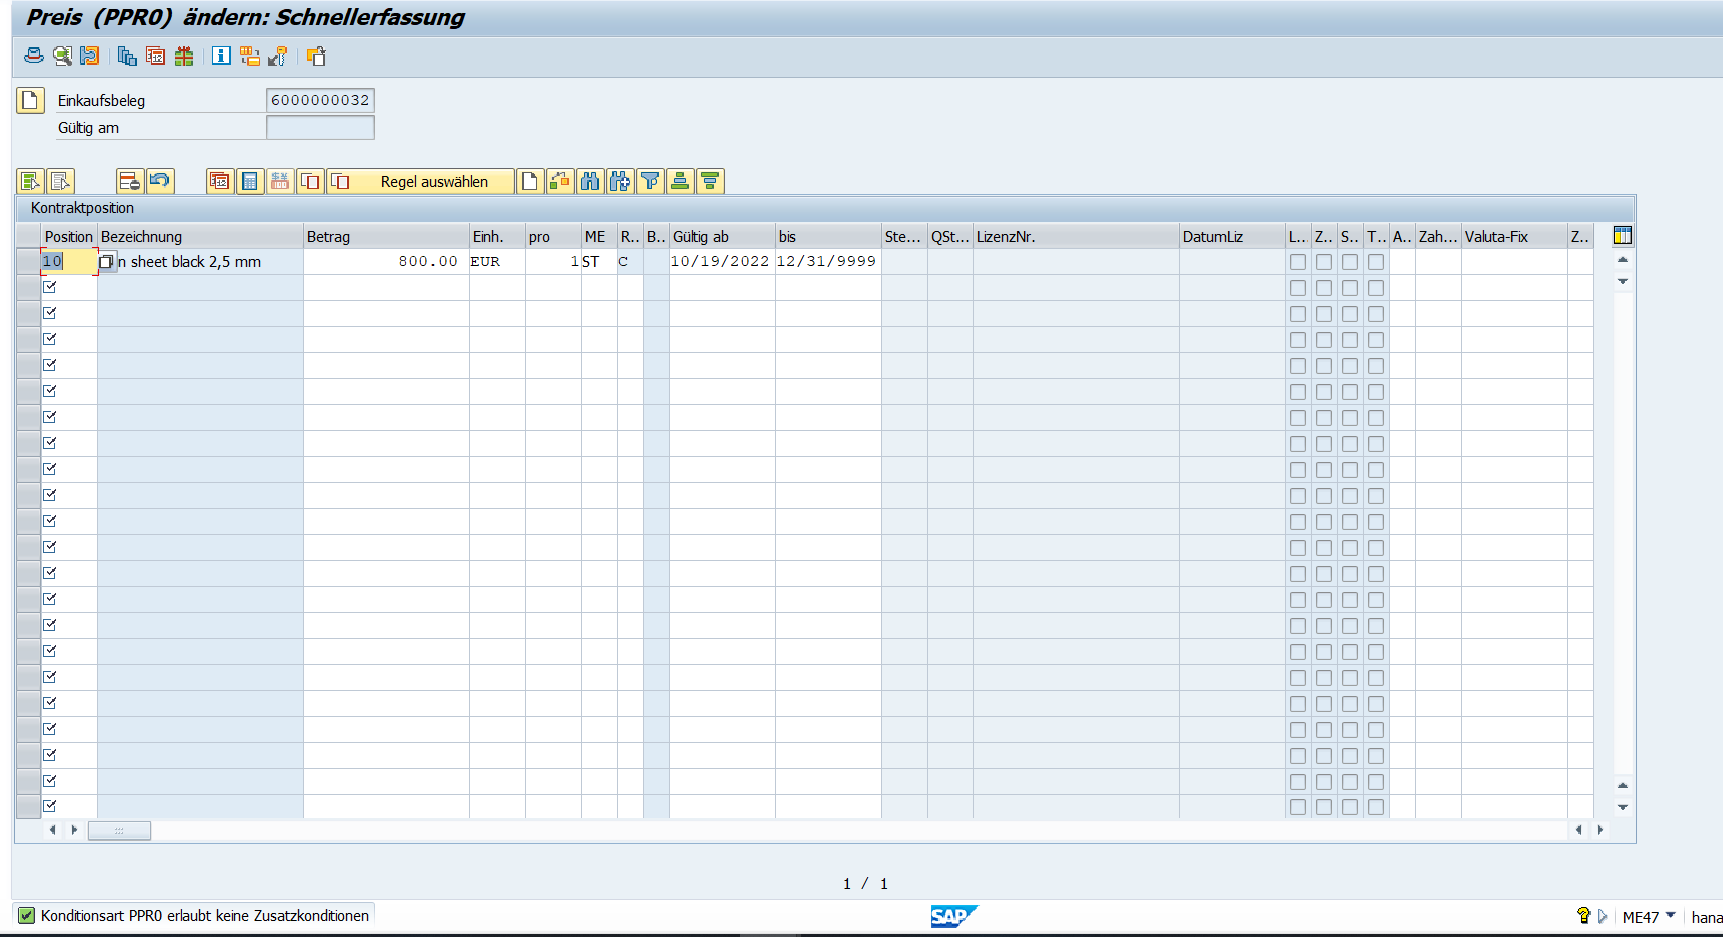 Preis (PPR0) ändern: Schnellerfassung
Einkaufsbeleg 6000000032
Gültig am
Regel auswählen
Kontraktposition
Position Bezeichnung Betrag Einh. pro ME R.. B.. Gültig ab bis Ste... QSt... LizenzNr. DatumLiz L... Z.. S.. T.. A.. Zah... Valuta-Fix Z..
10 n sheet black 2,5 mm 800.00 EUR 1 ST C 10/19/2022 12/31/9999
1 / 1
Konditionsart PPR0 erlaubt keine Zusatzkonditionen SAP ME47 hana